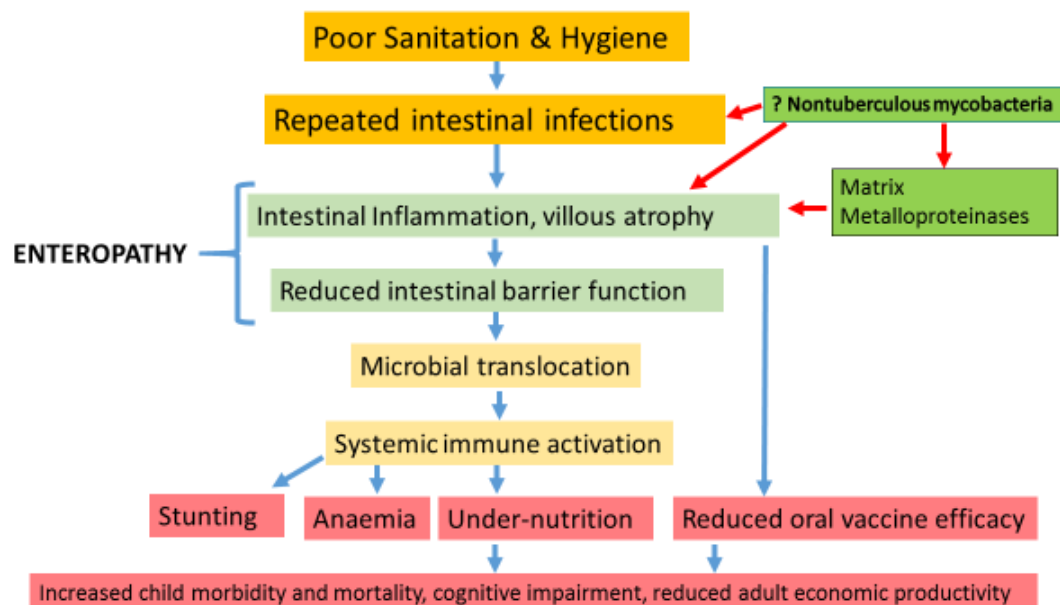 Poor Sanitation & Hygiene
? Nontuberculous mycobacteria
Repeated intestinal infections
Matrix
Metalloproteinases
Intestinal Inflammation, villous atrophy
ENTEROPATHY
Reduced intestinal barrier function
Microbial translocation
Systemic immune activation
Stunting
Anaemia
Under-nutrition
Reduced oral vaccine efficacy
Increased child morbidity and mortality, cognitive impairment, reduced adult economic productivity